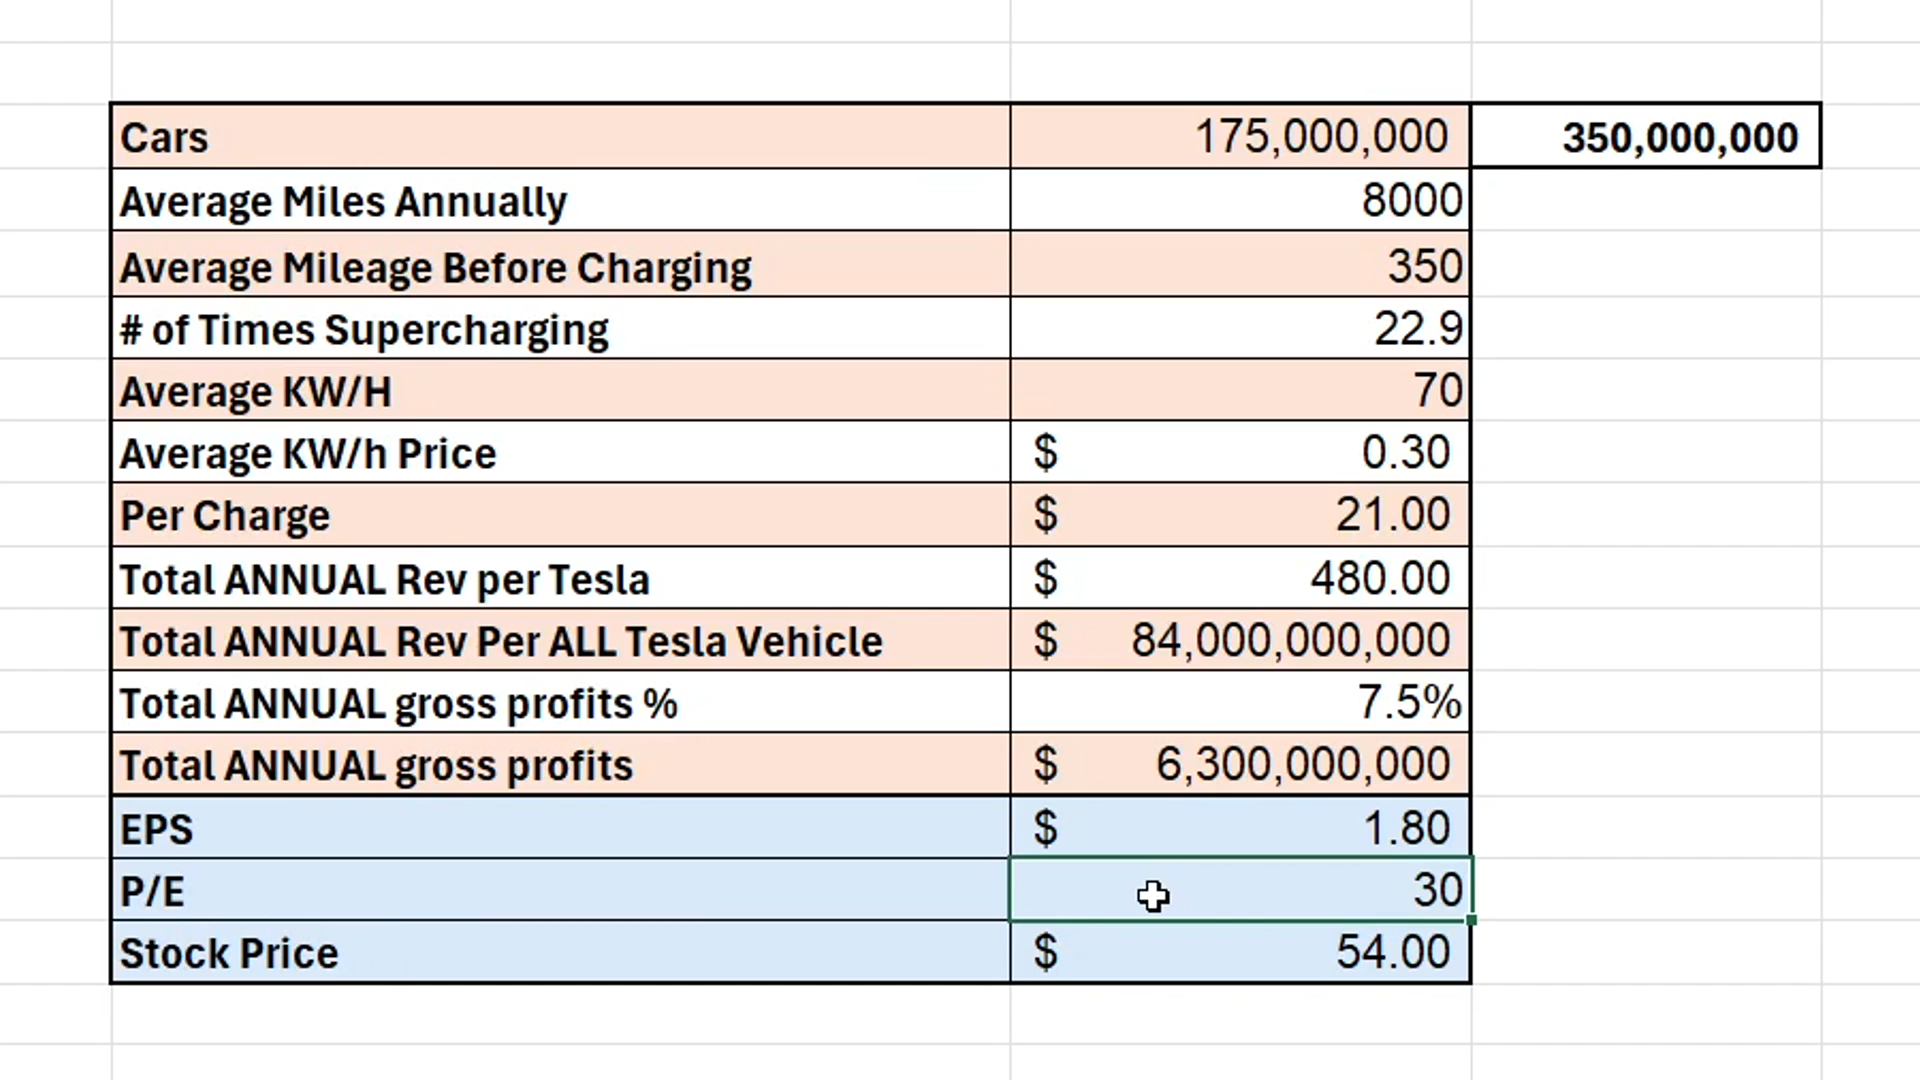 Cars 175,000,000 350,000,000
Average Miles Annually 8000
Average Mileage Before Charging 350
# of Times Supercharging 22.9
Average KW/H 70
Average KW/h Price $ 0.30
Per Charge $ 21.00
Total ANNUAL Rev per Tesla $ 480.00
Total ANNUAL Rev Per ALL Tesla Vehicle $ 84,000,000,000
Total ANNUAL gross profits % 7.5%
Total ANNUAL gross profits $ 6,300,000,000
EPS $ 1.80
P/E 30
Stock Price $ 54.00